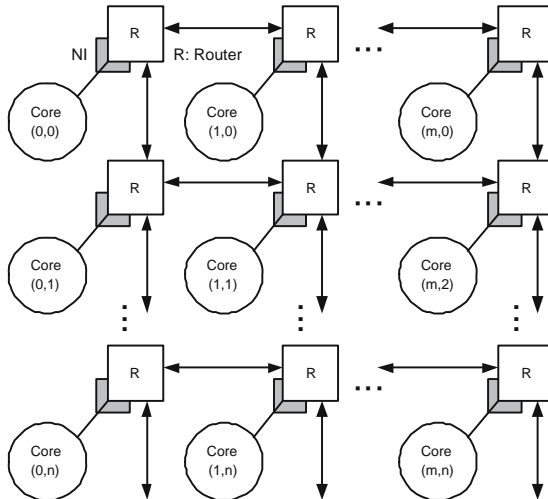 R R R
NI R: Router ...
Core (0,0) Core (1,0) Core (m,0)
R R R
...
Core (0,1) Core (1,1) Core (m,2)
... ... ...
R R R
...
Core (0,n) Core (1,n) Core (m,n)